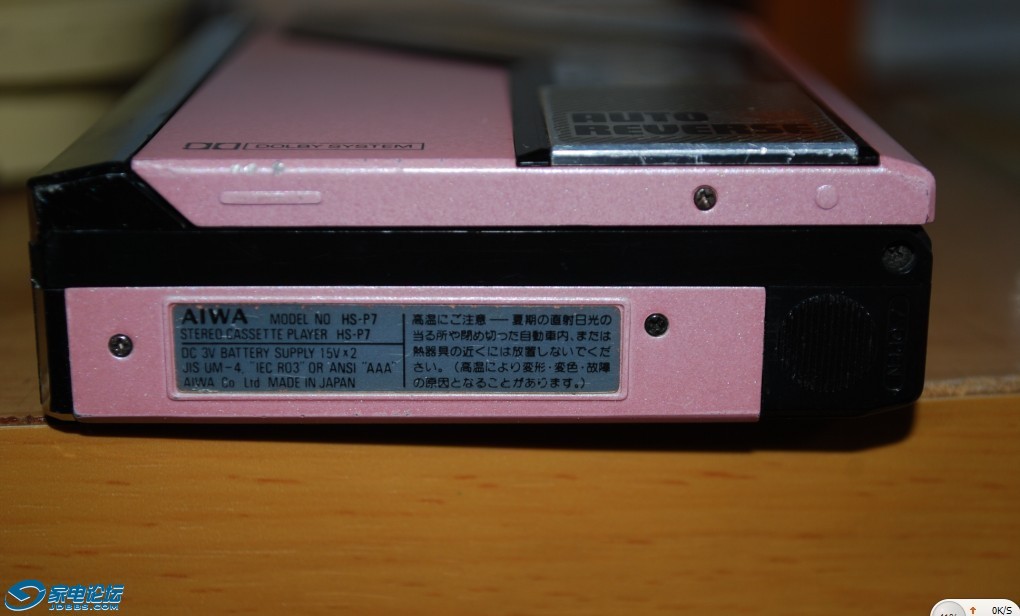 AUTO
REVERSE
DOLBY SYSTEM
AIWA MODEL NO HS-P7
STEREO CASSETTE PLAYER HS-P7
DC 3V BATTERY SUPPLY 1.5V×2
JIS UM-4, "IEC R03" OR ANSI "AAA"
AIWA Co Ltd MADE IN JAPAN
高温にご注意 — 夏期の直射日光の
当る所や閉め切った自動車内、または
熱器具の近くには放置しないでくだ
さい。(高温により変形・変色・故障
の原因となることがあります。)
家电论坛
JDBBS.COM
0K/S